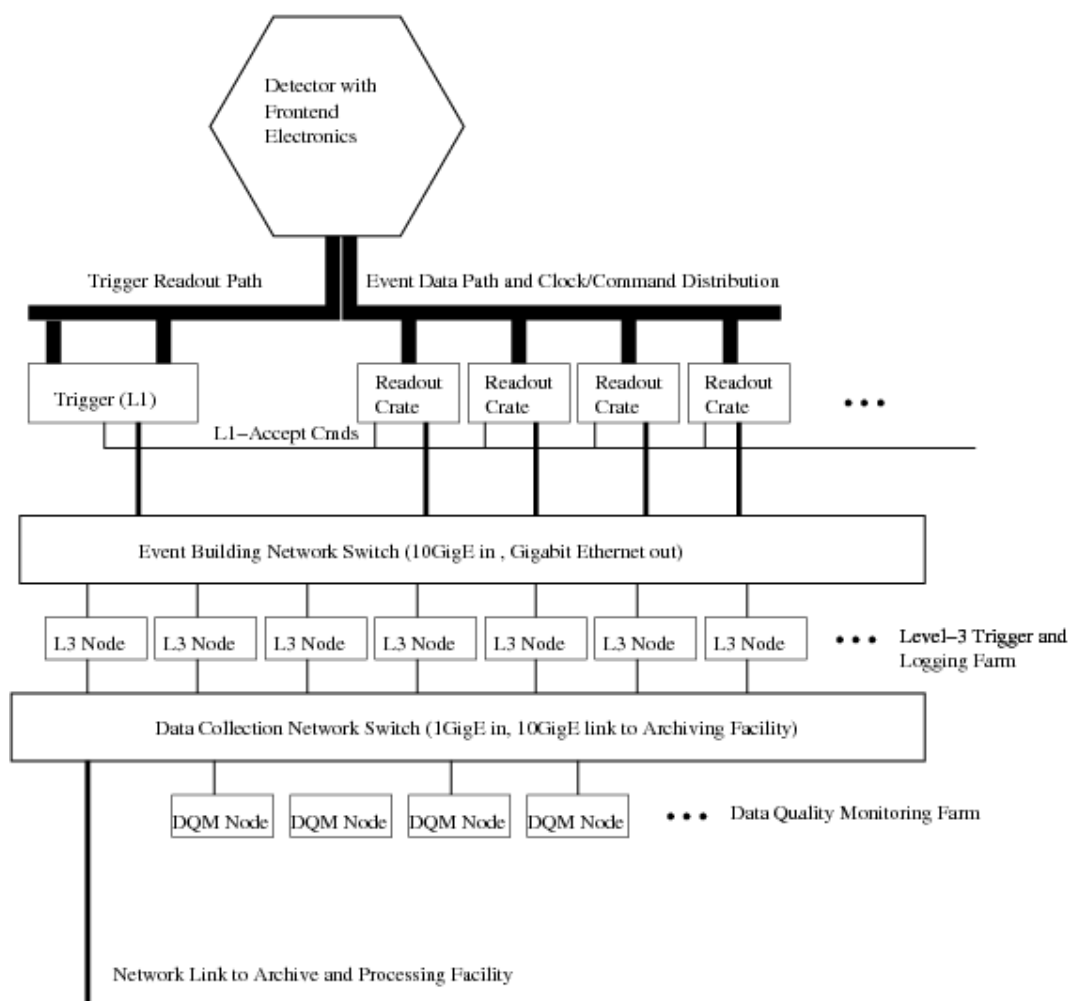 Detector with
Frontend
Electronics
Trigger Readout Path
Event Data Path and Clock/Command Distribution
Trigger (L1)
Readout
Crate
Readout
Crate
Readout
Crate
Readout
Crate
L1-Accept Cmds
Event Building Network Switch (10GigE in , Gigabit Ethernet out)
L3 Node
L3 Node
L3 Node
L3 Node
L3 Node
L3 Node
L3 Node
Level-3 Trigger and
Logging Farm
Data Collection Network Switch (1GigE in, 10GigE link to Archiving Facility)
DQM Node
DQM Node
DQM Node
DQM Node
Data Quality Monitoring Farm
Network Link to Archive and Processing Facility